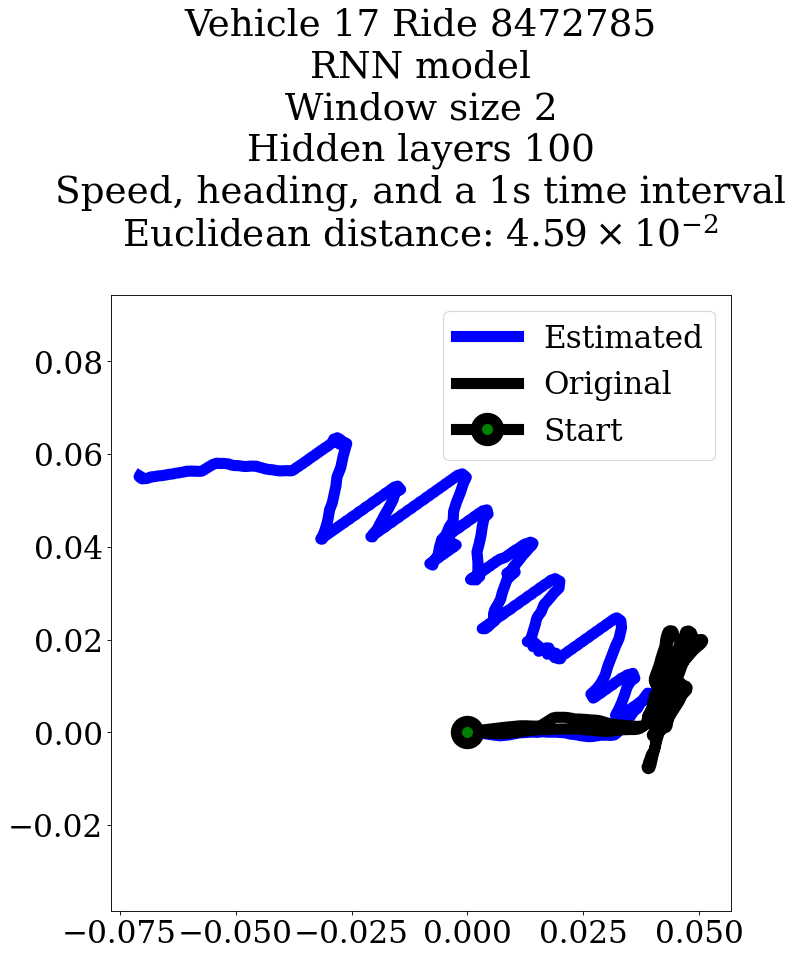 Vehicle 17 Ride 8472785
RNN model
Window size 2
Hidden layers 100
Speed, heading, and a 1s time interval
Euclidean distance: 4.59 × 10⁻²
Estimated
Original
Start
0.08
0.06
0.04
0.02
0.00
−0.02
−0.075 −0.050 −0.025 0.000 0.025 0.050